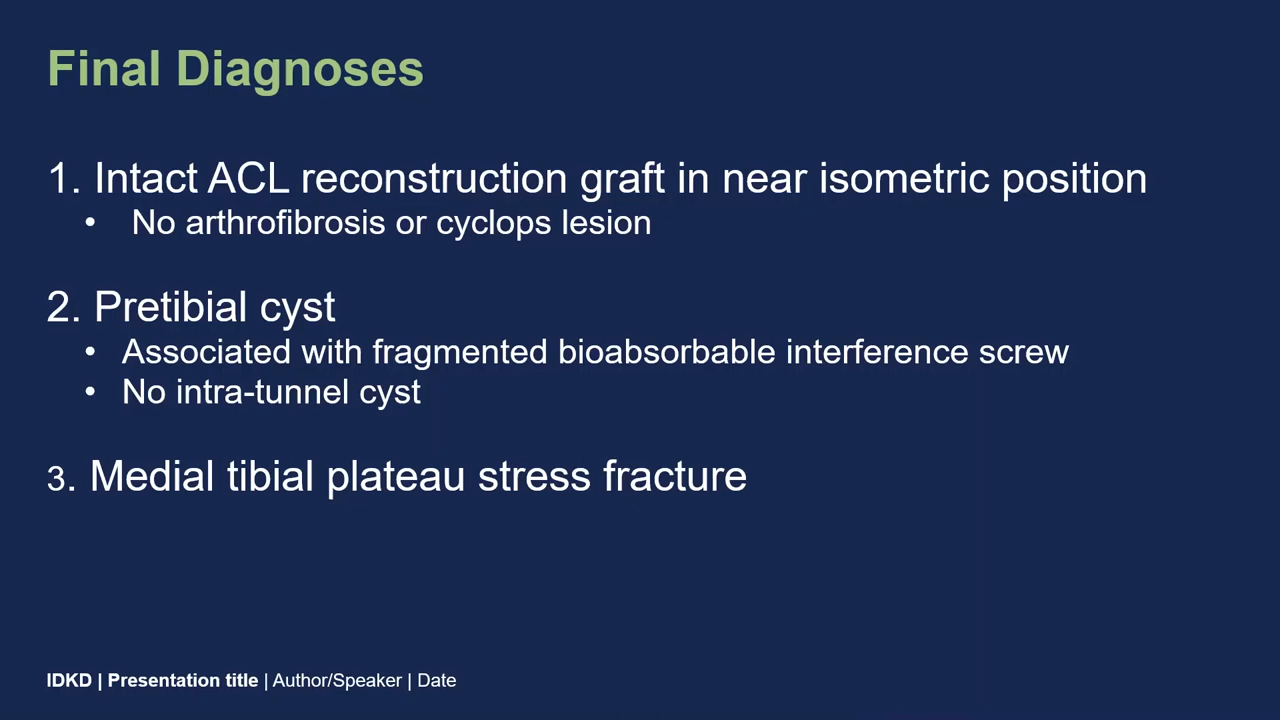 Final Diagnoses
1. Intact ACL reconstruction graft in near isometric position
• No arthrofibrosis or cyclops lesion
2. Pretibial cyst
• Associated with fragmented bioabsorbable interference screw
• No intra-tunnel cyst
3. Medial tibial plateau stress fracture
IDKD | Presentation title | Author/Speaker | Date